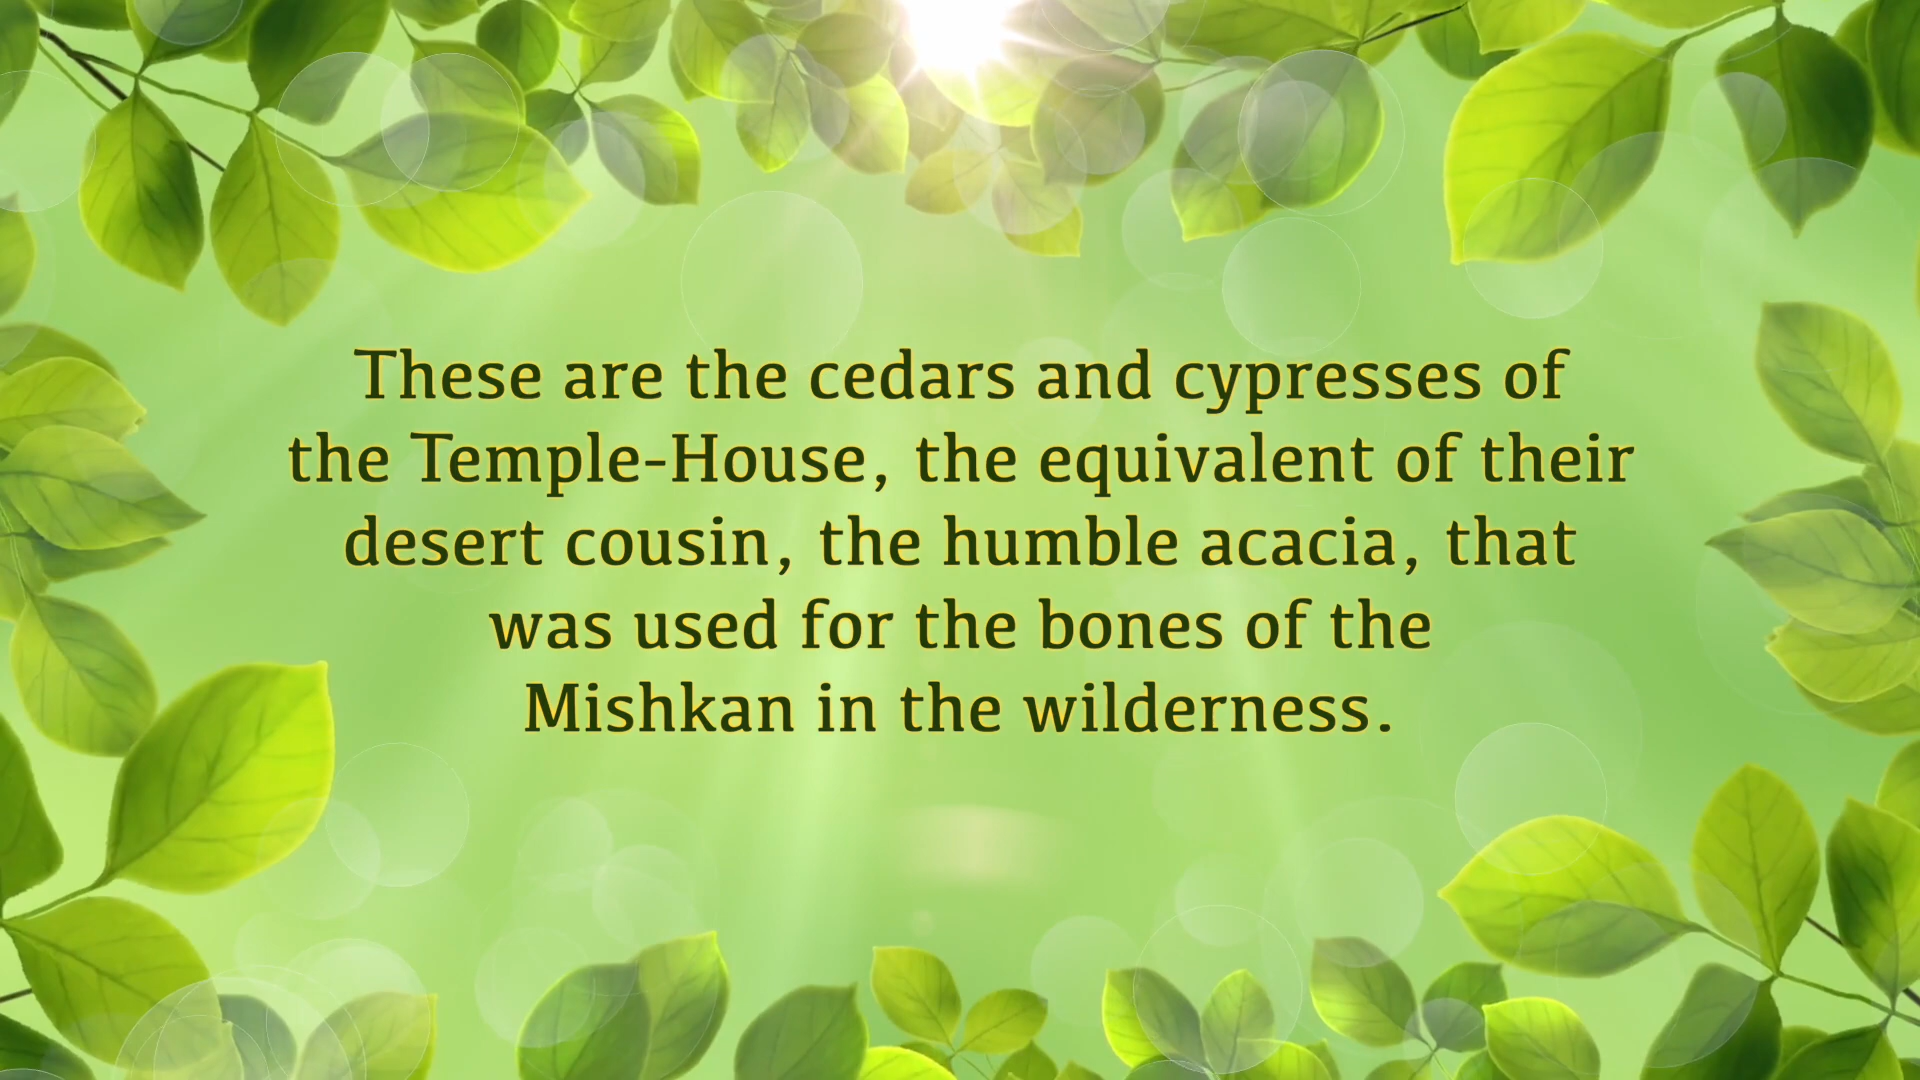 These are the cedars and cypresses of
the Temple-House, the equivalent of their
desert cousin, the humble acacia, that
was used for the bones of the
Mishkan in the wilderness.